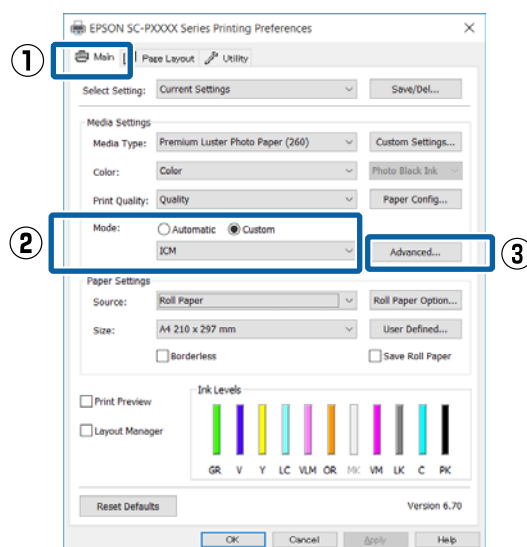 EPSON SC-PXXXX Series Printing Preferences
① Main Page Layout Utility
Select Setting: Current Settings Save/Del...
Media Settings
Media Type: Premium Luster Photo Paper (260) Custom Settings...
Color: Color Photo Black Ink
Print Quality: Quality Paper Config...
Mode: Automatic Custom
② ICM Advanced... ③
Paper Settings
Source: Roll Paper Roll Paper Option...
Size: A4 210 x 297 mm User Defined...
Borderless Save Roll Paper
Ink Levels
Print Preview
Layout Manager
GR V Y LC VLM OR MK VM LK C PK
Reset Defaults Version 6.70
OK Cancel Apply Help